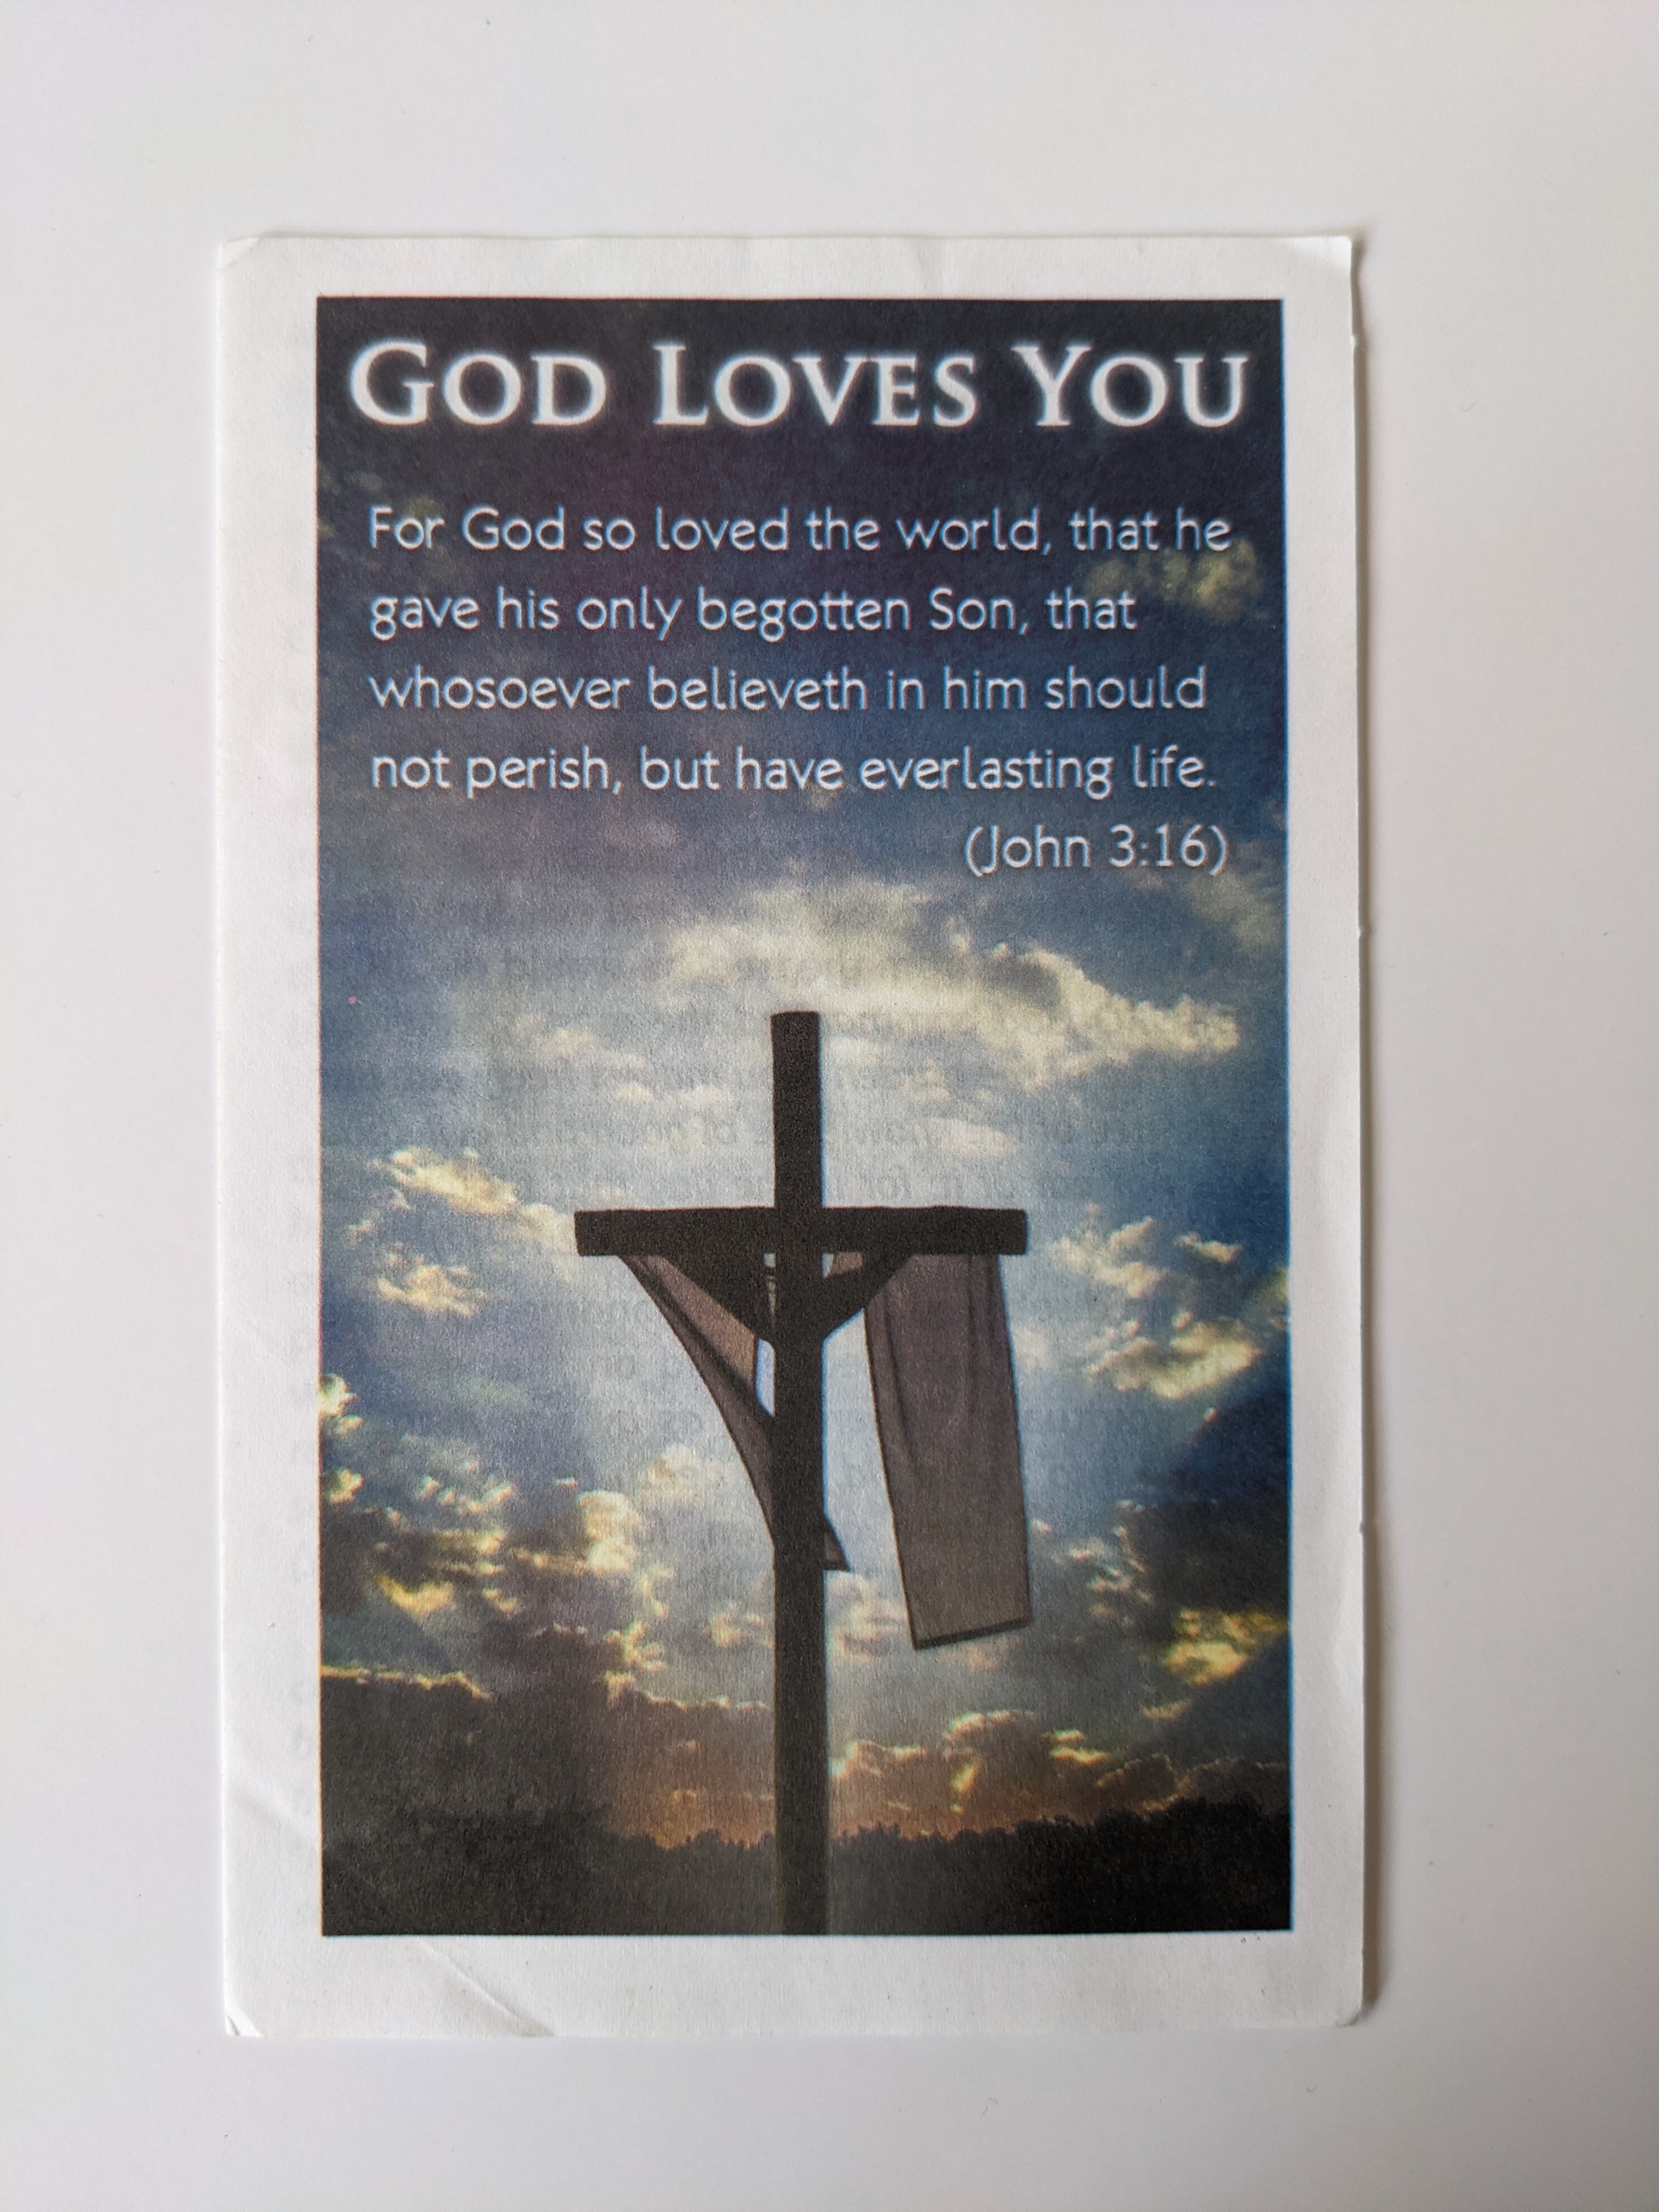 GOD LOVES YOU
For God so loved the world, that he
gave his only begotten Son, that
whosoever believeth in him should
not perish, but have everlasting life.
(John 3:16)